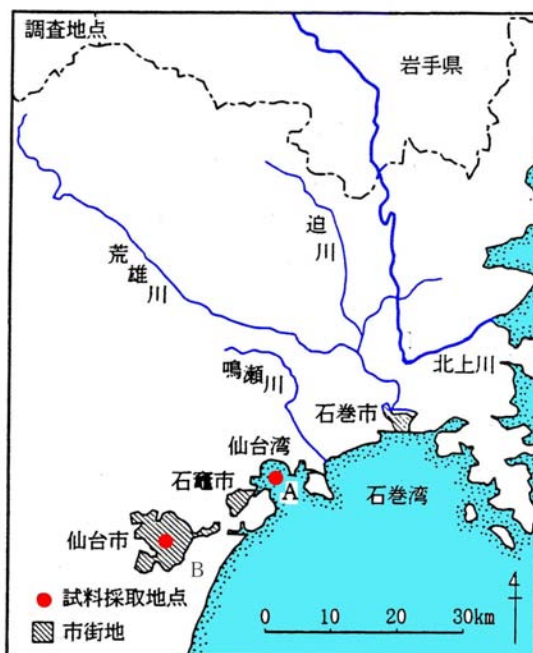 調査地点
岩手県
迫川
荒雄川
鳴瀬川
北上川
石巻市
仙台湾
石竈市
A
石巻湾
仙台市
B
試料採取地点
市街地
4
0 10 20 30km